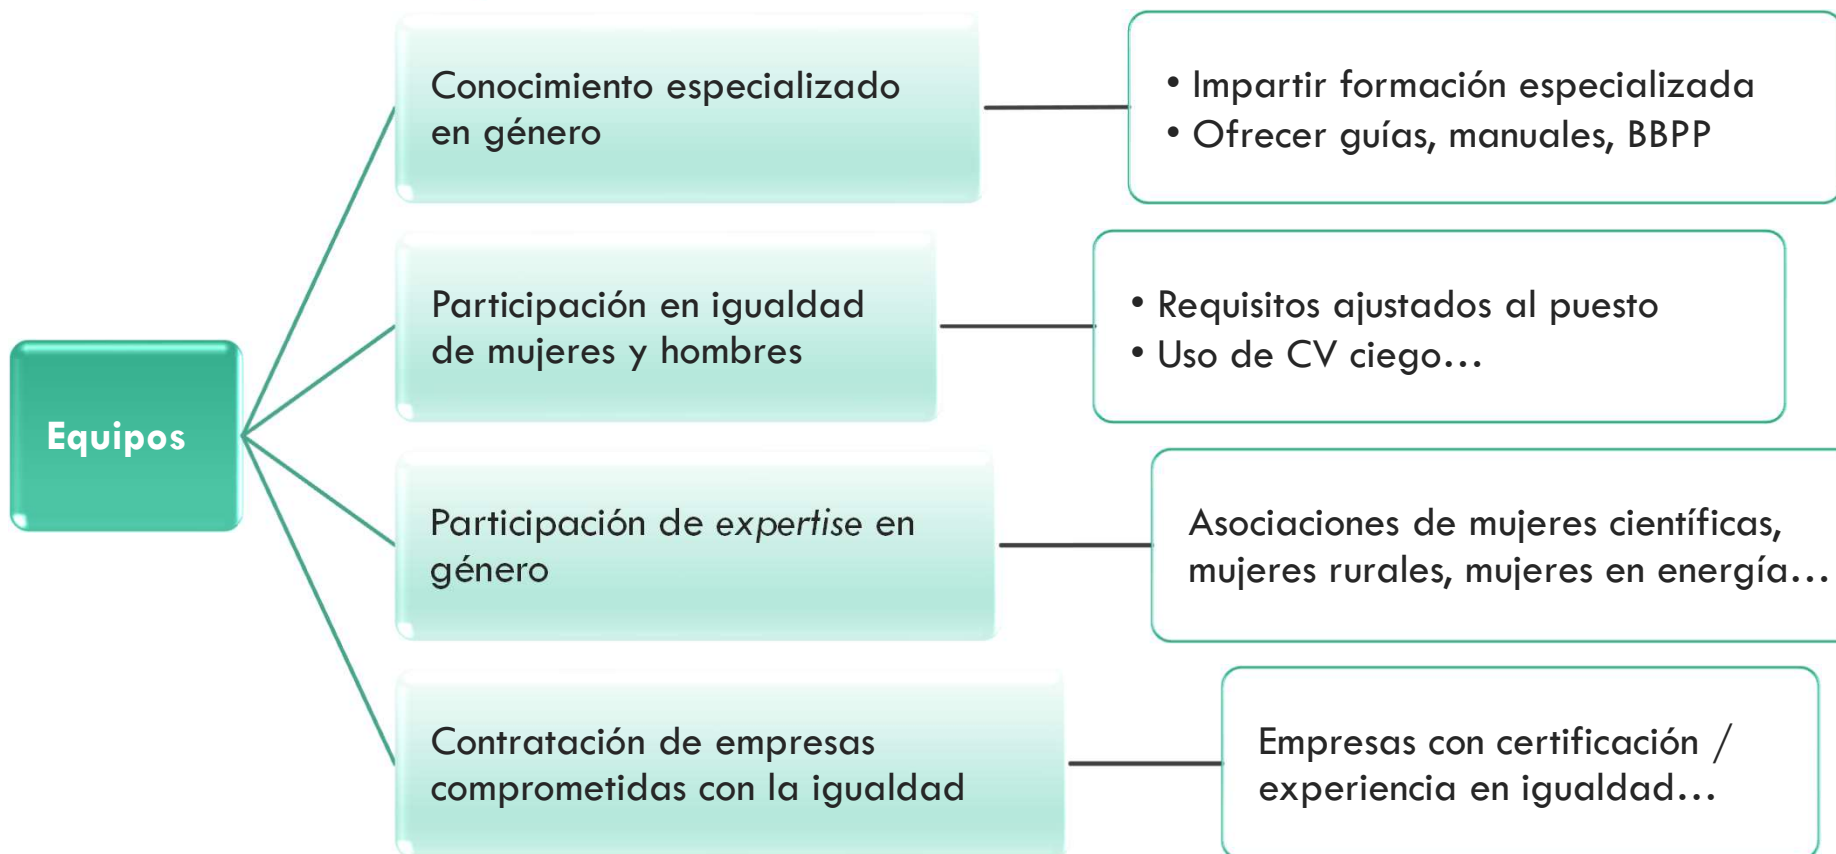 Equipos
Conocimiento especializado
en género
• Impartir formación especializada
• Ofrecer guías, manuales, BBPP
Participación en igualdad
de mujeres y hombres
• Requisitos ajustados al puesto
• Uso de CV ciego…
Participación de expertise en
género
Asociaciones de mujeres científicas,
mujeres rurales, mujeres en energía…
Contratación de empresas
comprometidas con la igualdad
Empresas con certificación /
experiencia en igualdad…